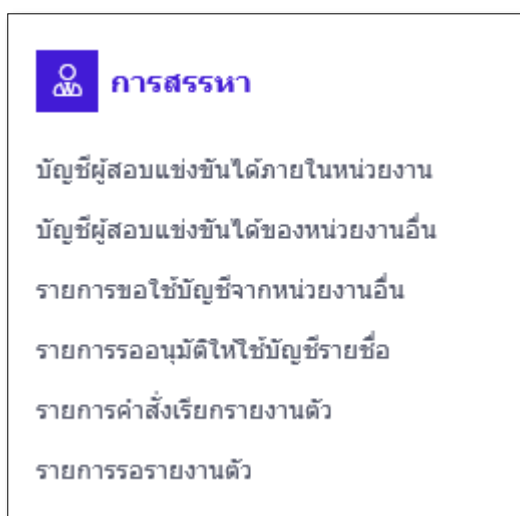 การสรรหา
บัญชีผู้สอบแข่งขันได้ภายในหน่วยงาน
บัญชีผู้สอบแข่งขันได้ของหน่วยงานอื่น
รายการขอใช้บัญชีจากหน่วยงานอื่น
รายการรออนุมัติให้ใช้บัญชีรายชื่อ
รายการคำสั่งเรียกรายงานตัว
รายการรอรายงานตัว